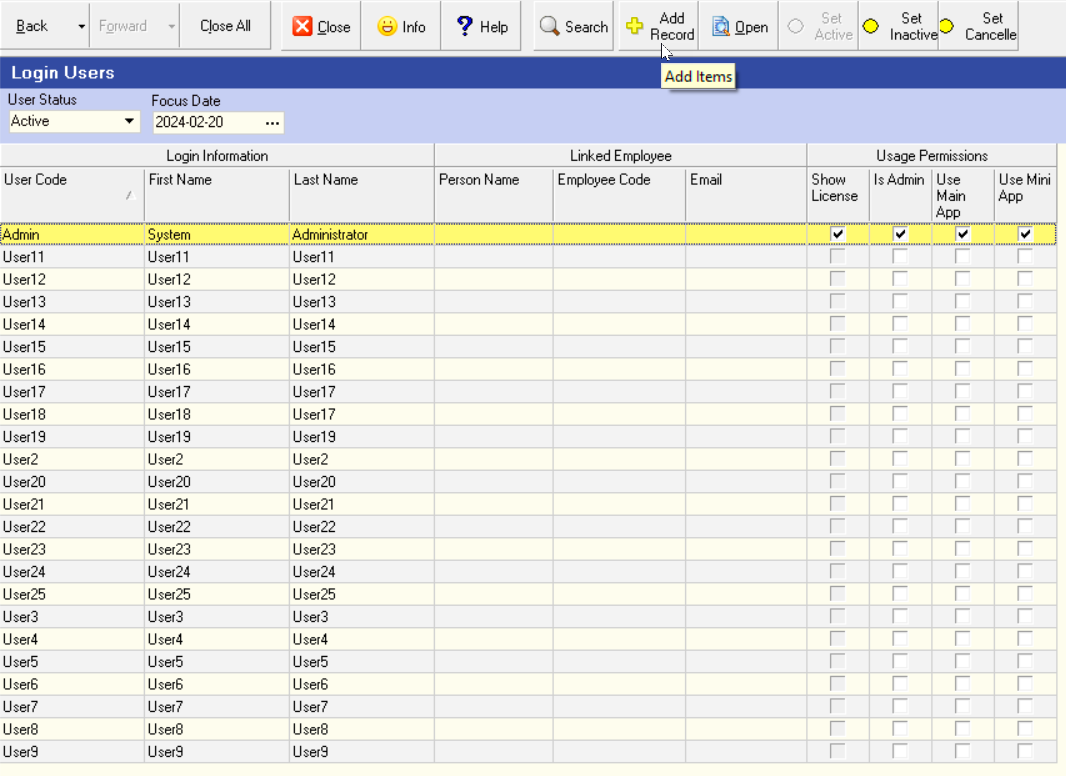 Back Forward Close All Close Info Help Search Add Record Open Set Active Set Inactive Set Cancelle
Add Items
Login Users
User Status Focus Date
Active 2024-02-20 ...
Login Information Linked Employee Usage Permissions
User Code First Name Last Name Person Name Employee Code Email Show License Is Admin Use Main App Use Mini App
Admin System Administrator
User11 User11 User11
User12 User12 User12
User13 User13 User13
User14 User14 User14
User15 User15 User15
User16 User16 User16
User17 User17 User17
User18 User18 User17
User19 User19 User19
User2 User2 User2
User20 User20 User20
User21 User21 User21
User22 User22 User22
User23 User23 User23
User24 User24 User24
User25 User25 User25
User3 User3 User3
User4 User4 User4
User5 User5 User5
User6 User6 User6
User7 User7 User7
User8 User8 User8
User9 User9 User9